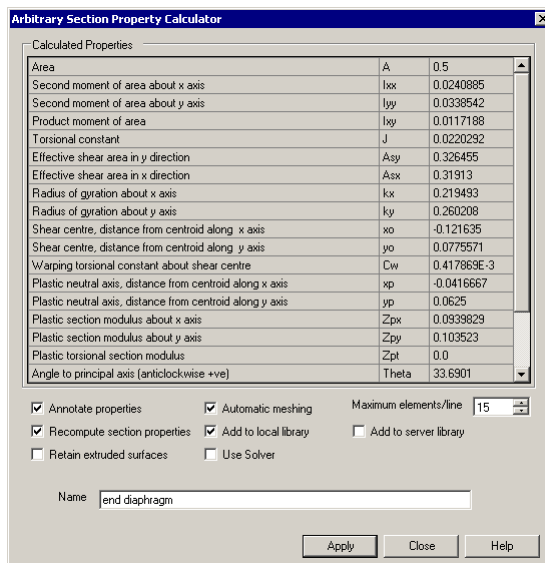 Arbitrary Section Property Calculator
Calculated Properties
Area A 0.5
Second moment of area about x axis Ixx 0.0240885
Second moment of area about y axis Iyy 0.0338542
Product moment of area Ixy 0.0117188
Torsional constant J 0.0220292
Effective shear area in y direction Asy 0.326455
Effective shear area in x direction Asx 0.31913
Radius of gyration about x axis kx 0.219493
Radius of gyration about y axis ky 0.260208
Shear centre, distance from centroid along x axis xo -0.121635
Shear centre, distance from centroid along y axis yo 0.0775571
Warping torsional constant about shear centre Cw 0.417869E-3
Plastic neutral axis, distance from centroid along x axis xp -0.0416667
Plastic neutral axis, distance from centroid along y axis yp 0.0625
Plastic section modulus about x axis Zpx 0.0939829
Plastic section modulus about y axis Zpy 0.103523
Plastic torsional section modulus Zpt 0.0
Angle to principal axis (anticlockwise +ve) Theta 33.6901
Annotate properties Automatic meshing Maximum elements/line 15
Recompute section properties Add to local library Add to server library
Retain extruded surfaces Use Solver
Name end diaphragm
Apply Close Help